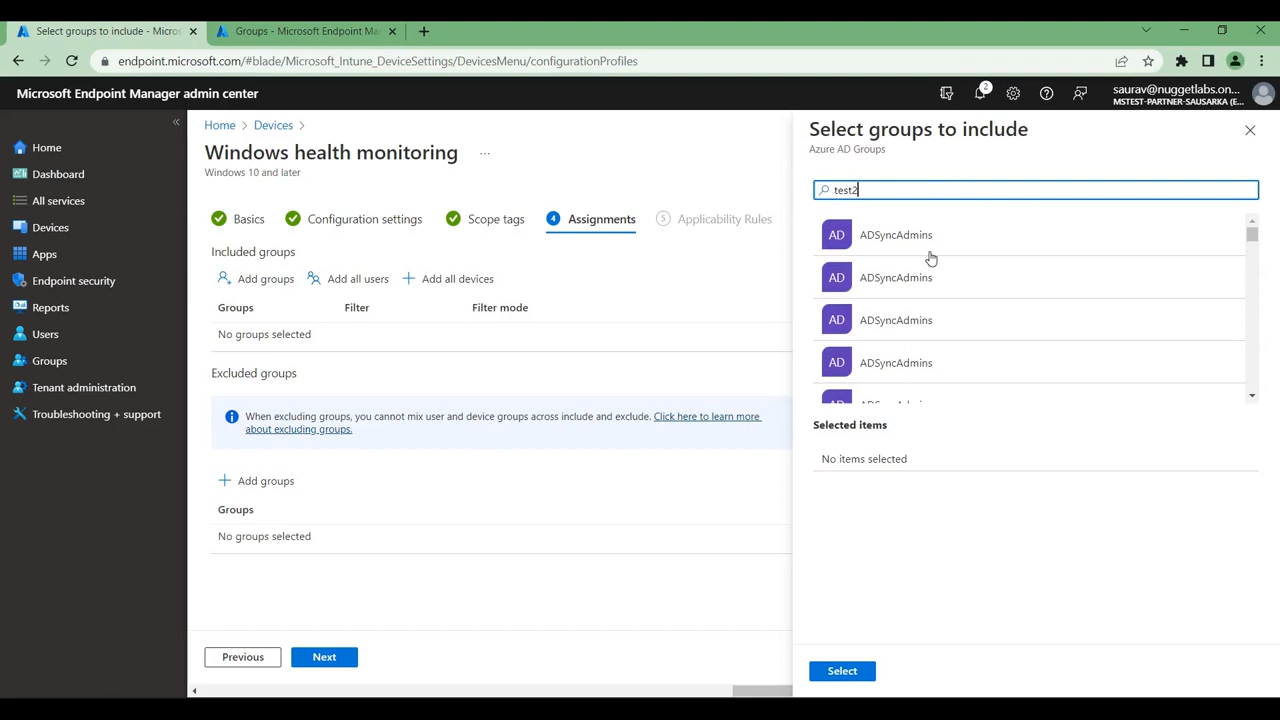 Select groups to include - Micros
Groups - Microsoft Endpoint Ma
endpoint.microsoft.com/#blade/Microsoft_Intune_DeviceSettings/DevicesMenu/configurationProfiles
Microsoft Endpoint Manager admin center
2
saurav@nuggetlabs.on...
MSTEST-PARTNER-SAUSARKA (E...
Home
Dashboard
All services
Devices
Apps
Endpoint security
Reports
Users
Groups
Tenant administration
Troubleshooting + support
Home > Devices >
Windows health monitoring ...
Windows 10 and later
Basics
Configuration settings
Scope tags
4 Assignments
5 Applicability Rules
Included groups
Add groups
Add all users
Add all devices
Groups Filter Filter mode
No groups selected
Excluded groups
When excluding groups, you cannot mix user and device groups across include and exclude. Click here to learn more
about excluding groups.
Add groups
Groups
No groups selected
Previous
Next
Select groups to include
Azure AD Groups
test2
AD ADSyncAdmins
AD ADSyncAdmins
AD ADSyncAdmins
AD ADSyncAdmins
Selected items
No items selected
Select